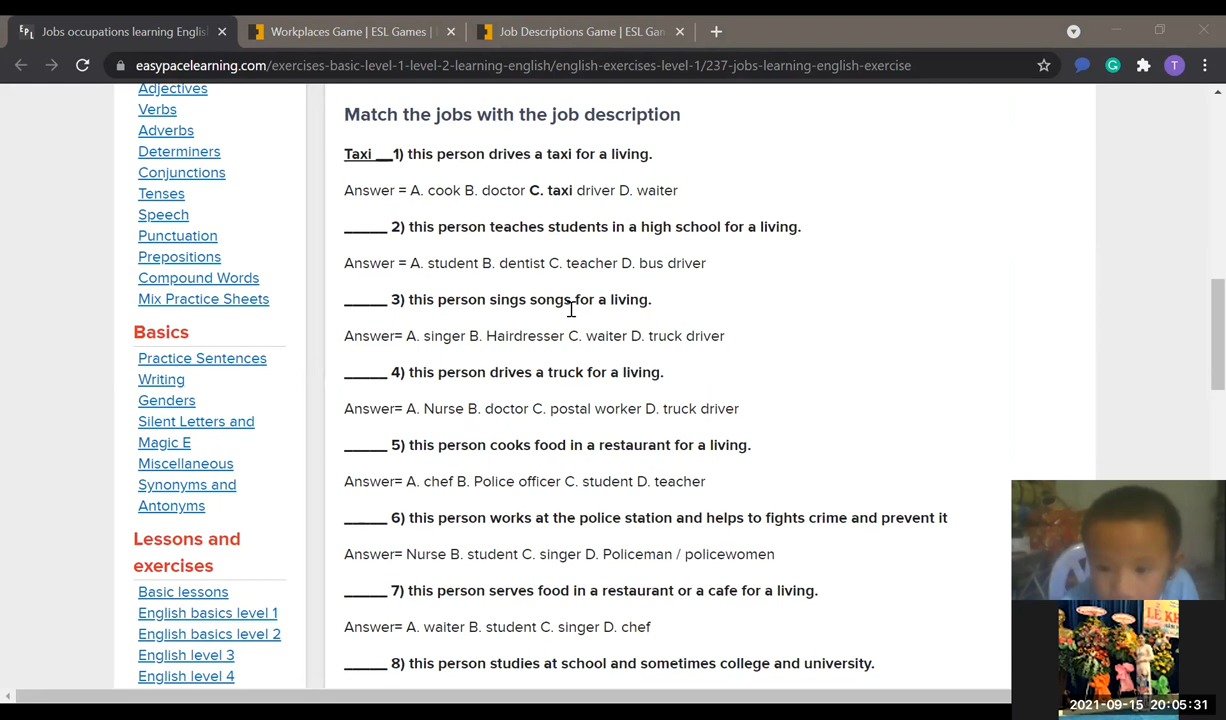 Jobs occupations learning Englis
Workplaces Game | ESL Games |
Job Descriptions Game | ESL Gam
easypacelearning.com/exercises-basic-level-1-level-2-learning-english/english-exercises-level-1/237-jobs-learning-english-exercise
T
Adjectives
Verbs
Adverbs
Determiners
Conjunctions
Tenses
Speech
Punctuation
Prepositions
Compound Words
Mix Practice Sheets
Basics
Practice Sentences
Writing
Genders
Silent Letters and
Magic E
Miscellaneous
Synonyms and
Antonyms
Lessons and
exercises
Basic lessons
English basics level 1
English basics level 2
English level 3
English level 4
Match the jobs with the job description
Taxi __1) this person drives a taxi for a living.
Answer = A. cook B. doctor C. taxi driver D. waiter
_____ 2) this person teaches students in a high school for a living.
Answer = A. student B. dentist C. teacher D. bus driver
_____ 3) this person sings songs for a living.
Answer= A. singer B. Hairdresser C. waiter D. truck driver
_____ 4) this person drives a truck for a living.
Answer= A. Nurse B. doctor C. postal worker D. truck driver
_____ 5) this person cooks food in a restaurant for a living.
Answer= A. chef B. Police officer C. student D. teacher
_____ 6) this person works at the police station and helps to fights crime and prevent it
Answer= Nurse B. student C. singer D. Policeman / policewomen
_____ 7) this person serves food in a restaurant or a cafe for a living.
Answer= A. waiter B. student C. singer D. chef
_____ 8) this person studies at school and sometimes college and university.
LỄ KH
2021-09-15 20:05:31